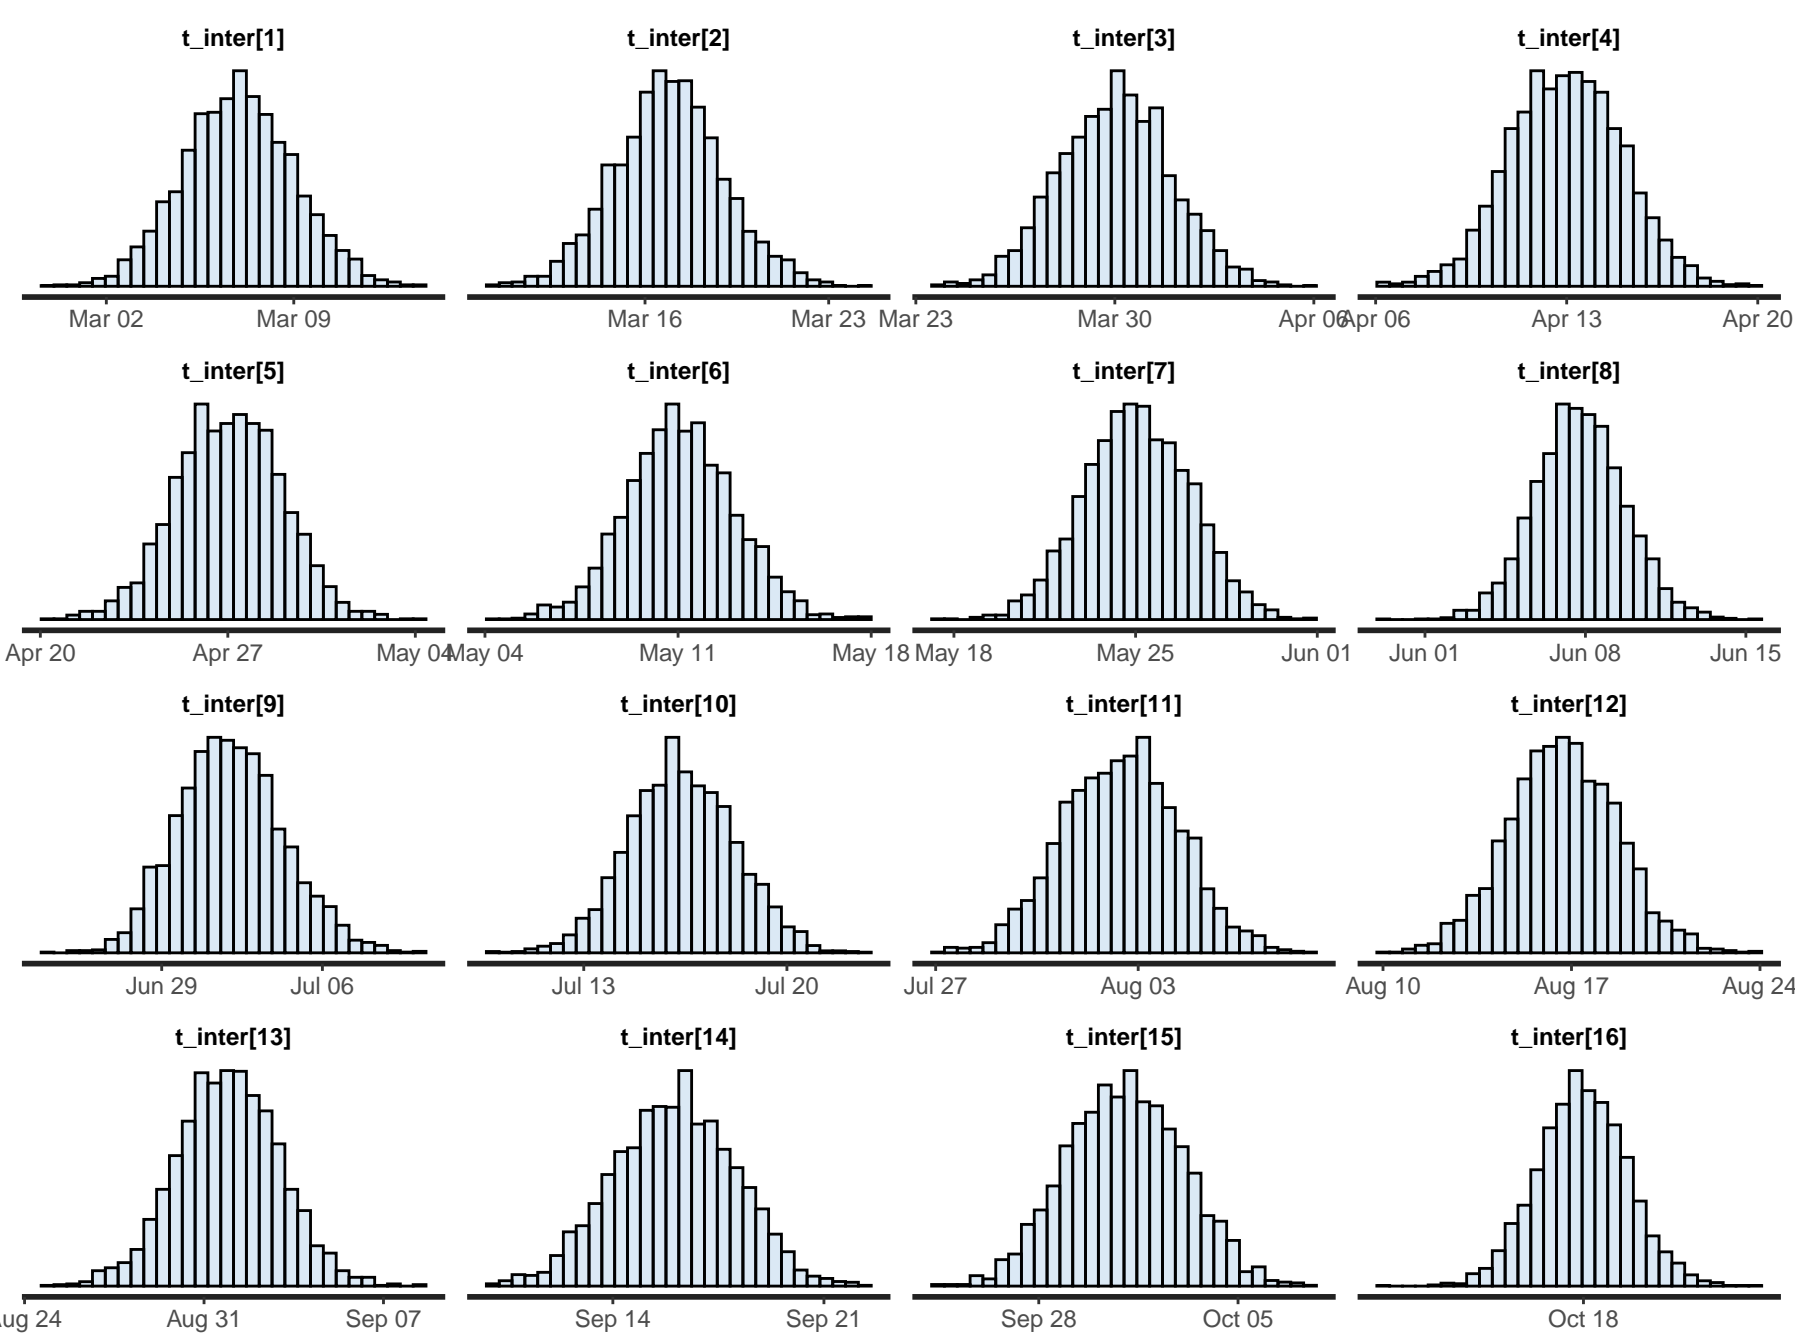 t_inter[1] t_inter[2] t_inter[3] t_inter[4]
Mar 02 Mar 09 Mar 16 Mar 23 Mar 23 Mar 30 Apr 06 Apr 06 Apr 13 Apr 20
t_inter[5] t_inter[6] t_inter[7] t_inter[8]
Apr 20 Apr 27 May 04 May 04 May 11 May 18 May 18 May 25 Jun 01 Jun 01 Jun 08 Jun 15
t_inter[9] t_inter[10] t_inter[11] t_inter[12]
Jun 29 Jul 06 Jul 13 Jul 20 Jul 27 Aug 03 Aug 10 Aug 17 Aug 24
t_inter[13] t_inter[14] t_inter[15] t_inter[16]
ug 24 Aug 31 Sep 07 Sep 14 Sep 21 Sep 28 Oct 05 Oct 18